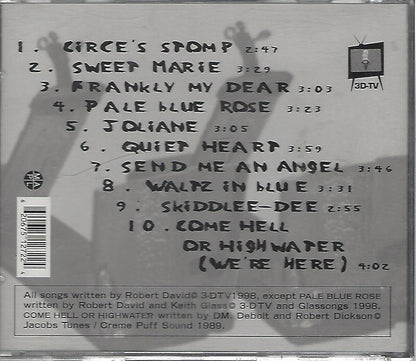 1. CIRCE'S STOMP 2:47
2. SWEET MARIE 3:29
3. FRANKLY MY DEAR 3:03
4. PALE BLUE ROSE 3:23
5. JOLIANE 3:05
6. QUIET HEART 3:59
7. SEND ME AN ANGEL 3:46
8. WALTZ IN BLUE 3:31
9. SKIDDLEE-DEE 2:55
10. COME HELL
OR HIGHWATER
(WE'RE HERE) 4:02
3D-TV
All songs written by Robert David© 3-DTV1998, except PALE BLUE ROSE
written by Robert David and Keith Glass© 3-DTV and Glassongs 1998.
COME HELL OR HIGHWATER written by DM. Debolt and Robert Dickson©
Jacobs Tunes / Creme Puff Sound 1989.